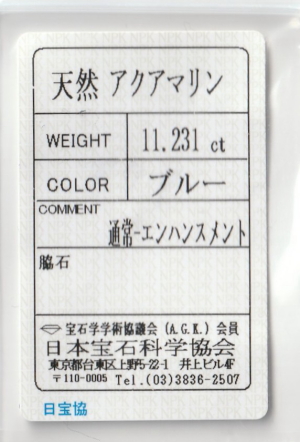 天然 アクアマリン
WEIGHT 11.231 ct
COLOR ブルー
COMMENT
通常-エンハンスメント
脇石
宝石学学術協議会 (A.G.K.) 会員
日本宝石科学協会
東京都台東区上野5-22-1 井上ビル4F
〒110-0005 Tel.(03)3836-2507
日宝協